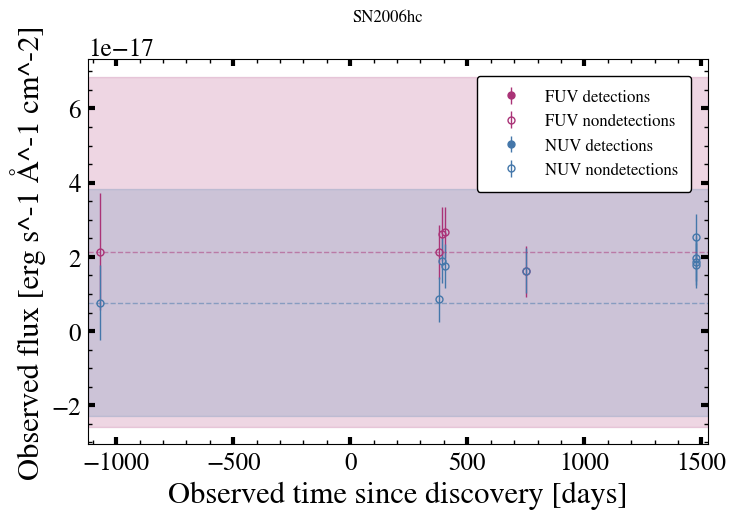 SN2006hc
1e−17
Observed flux [erg s^-1 Å^-1 cm^-2]
6
4
2
0
−2
FUV detections
FUV nondetections
NUV detections
NUV nondetections
−1000
−500
0
500
1000
1500
Observed time since discovery [days]